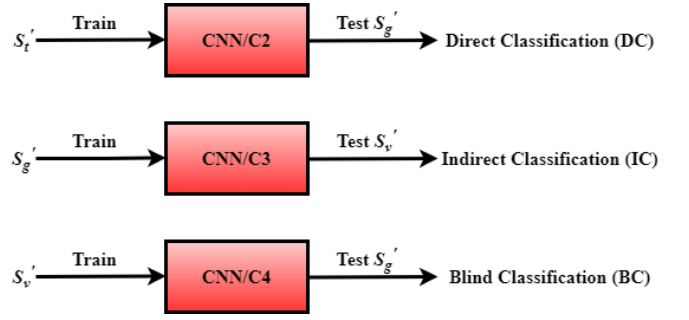 S_t' Train CNN/C2 Test S_g' Direct Classification (DC)
S_g' Train CNN/C3 Test S_v' Indirect Classification (IC)
S_v' Train CNN/C4 Test S_g' Blind Classification (BC)